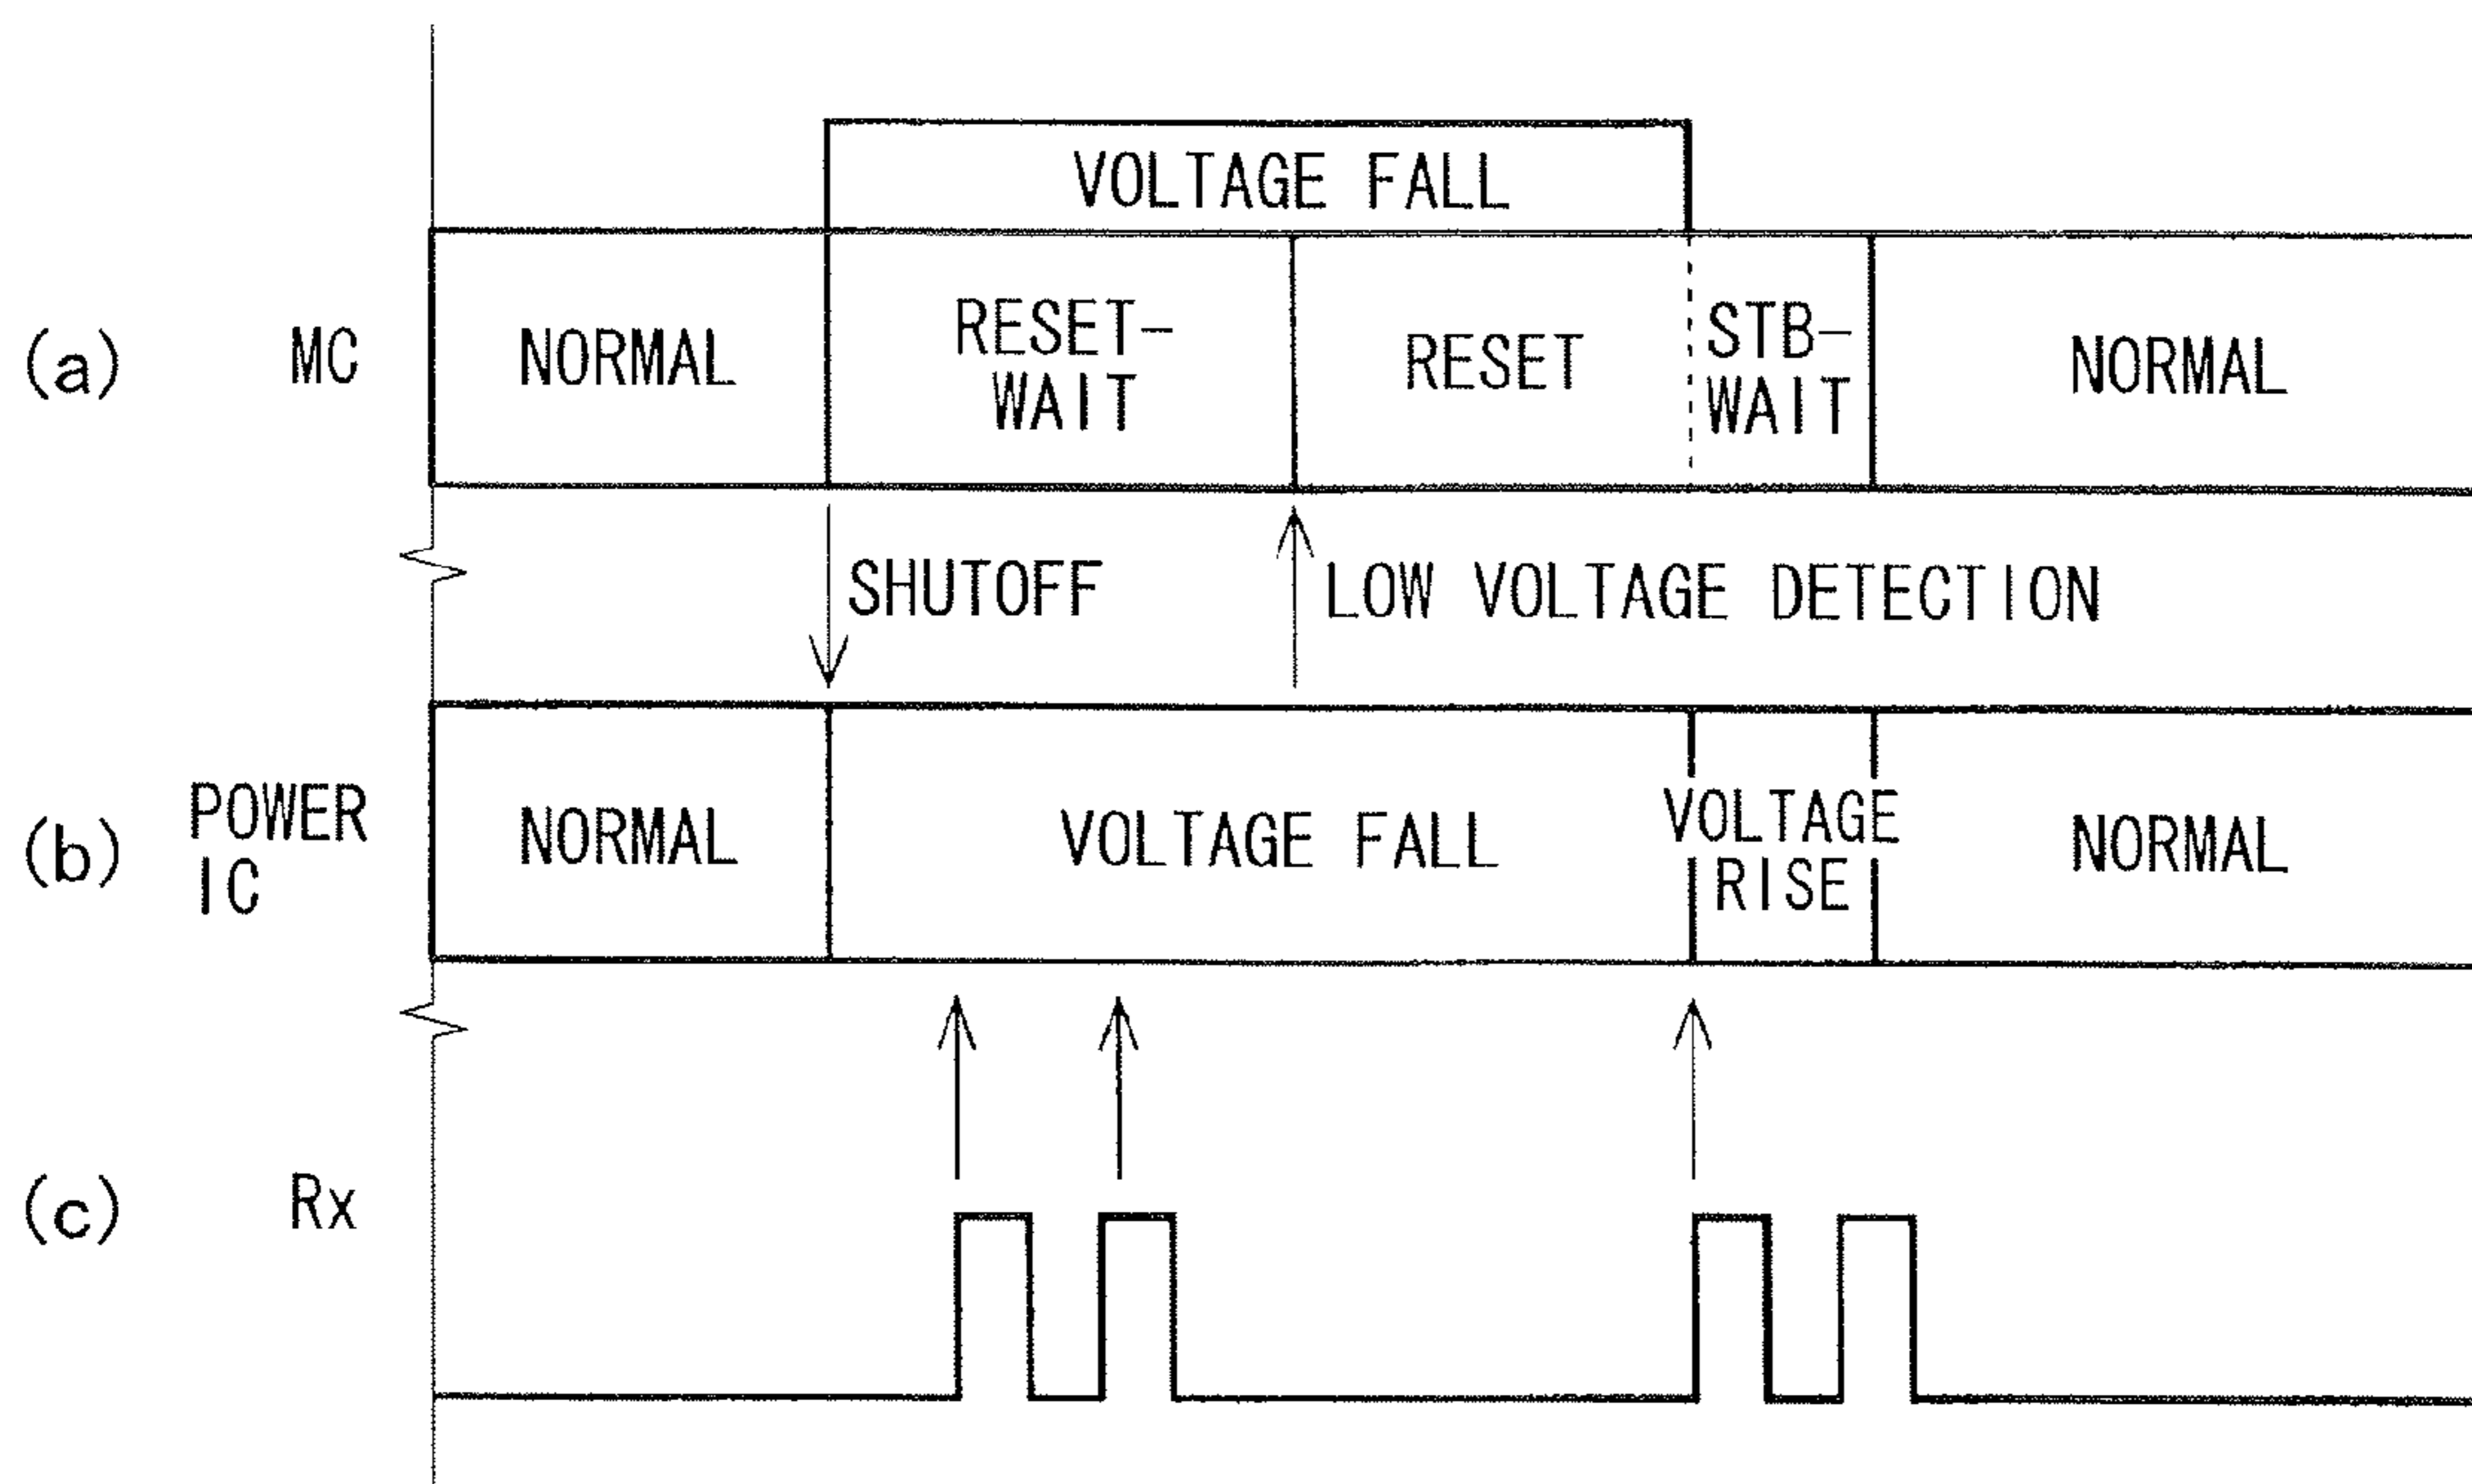 VOLTAGE FALL
(a) MC NORMAL RESET-WAIT RESET STB-WAIT NORMAL
SHUTOFF LOW VOLTAGE DETECTION
(b) POWER IC NORMAL VOLTAGE FALL VOLTAGE RISE NORMAL
(c) Rx